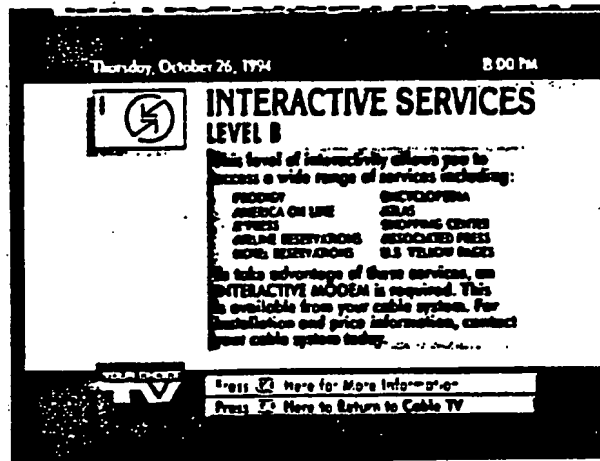 Thursday, October 26, 1994 8:00 PM
INTERACTIVE SERVICES
LEVEL B
This level of interactivity allows you to
access a wide range of services including:
PRODIGY ENCYCLOPEDIA
AMERICA ON LINE ATLAS
X*PRESS SHOPPING CENTER
AIRLINE RESERVATIONS ASSOCIATED PRESS
HOTEL RESERVATIONS U.S. YELLOW PAGES
To take advantage of these services, an
INTERACTIVE MODEM is required. This
is available from your cable system. For
installation and price information, contact
your cable system today.
YOUR CHOICE
TV
Press Here for More Information
Press Here to Return to Cable TV